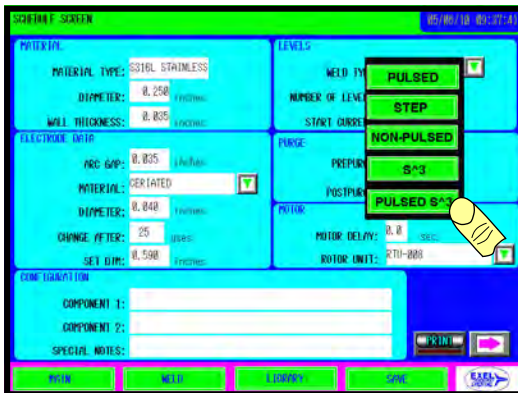 SCHEDULE SCREEN
05/06/10 09:37:41
MATERIAL
MATERIAL TYPE: SS16L STAINLESS
DIAMETER: 0.250 inches
WALL THICKNESS: 0.035 inches
ELECTRODE DATA
ARC GAP: 0.035 inches
MATERIAL: CERIATED
DIAMETER: 0.040 inches
CHANGE AFTER: 25 uses
SET DIM: 0.590 inches
LEVELS
WELD TY
NUMBER OF LEVEL
START CURRE
PULSED
STEP
NON-PULSED
S^3
PULSED S^3
PURGE
PREPUR
POSTPUR
MOTOR
MOTOR DELAY: 0.0 sec.
ROTOR UNIT: RTU-008
CONFIGURATION
COMPONENT 1:
COMPONENT 2:
SPECIAL NOTES:
PRINT
MAIN
WELD
LIBRARY
SAVE
EXEL